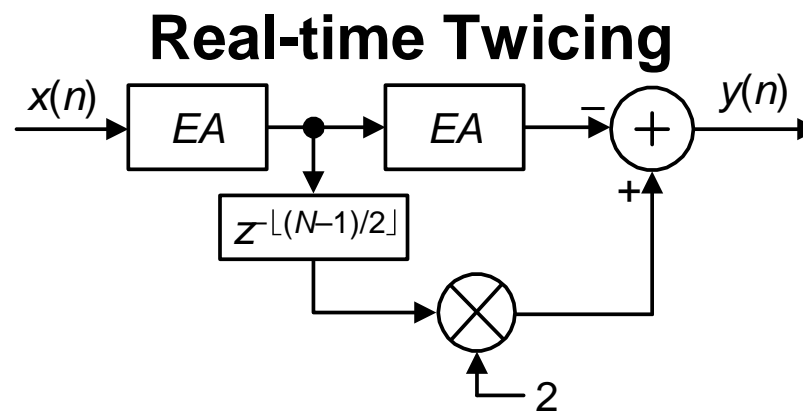 Real-time Twicing
x(n)
EA
EA
–
+
y(n)
+
z–⌊(N–1)/2⌋
2